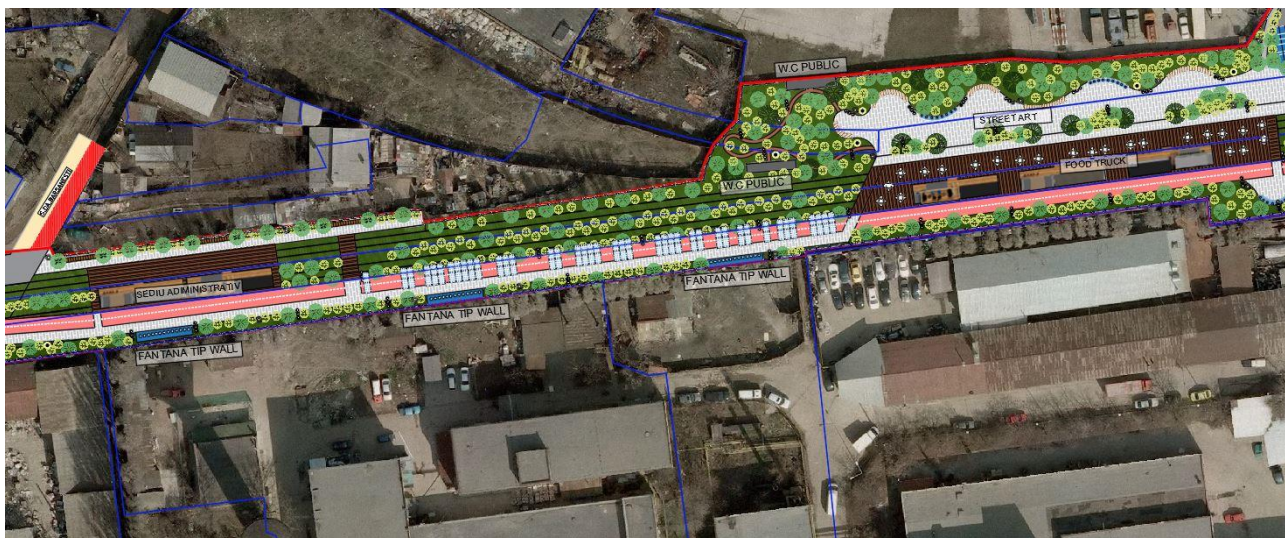 W.C PUBLIC
STREET ART
FOOD TRUCK
W.C PUBLIC
SEDIU ADMINISTRATIV
FANTANA TIP WALL
FANTANA TIP WALL
FANTANA TIP WALL